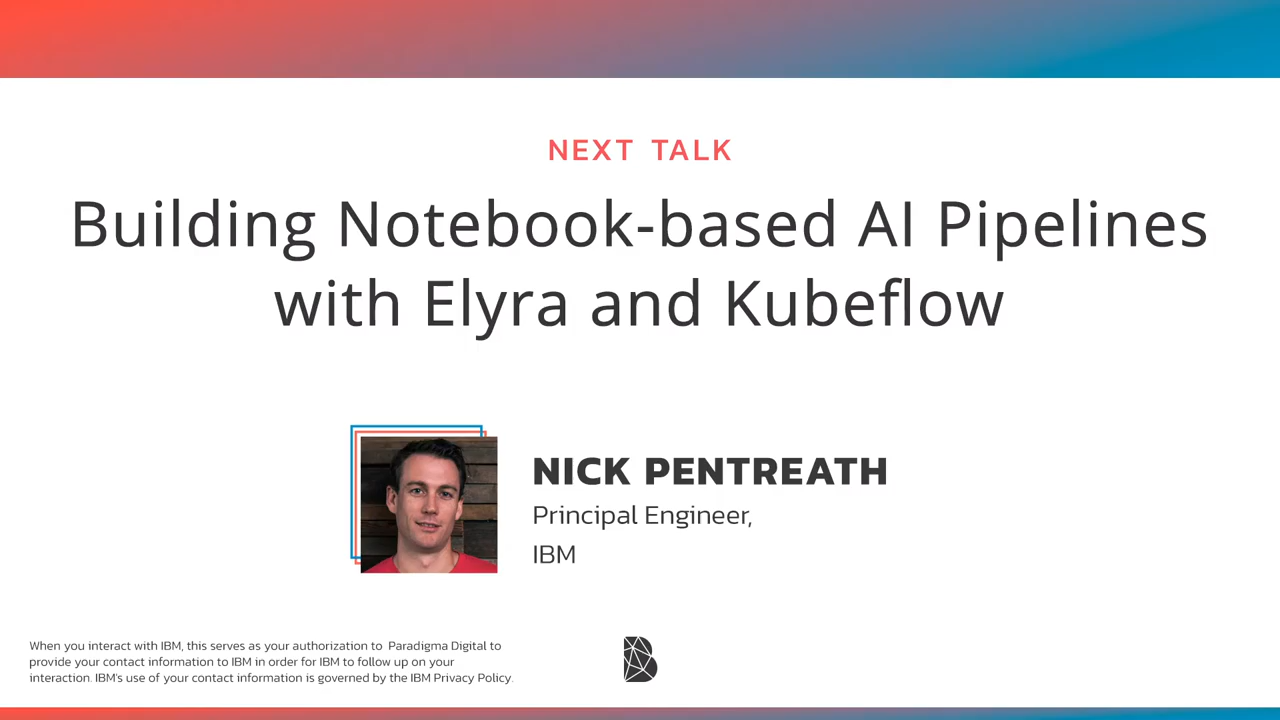 NEXT TALK
Building Notebook-based AI Pipelines
with Elyra and Kubeflow
NICK PENTREATH
Principal Engineer,
IBM
When you interact with IBM, this serves as your authorization to Paradigma Digital to
provide your contact information to IBM in order for IBM to follow up on your
interaction. IBM's use of your contact information is governed by the IBM Privacy Policy.